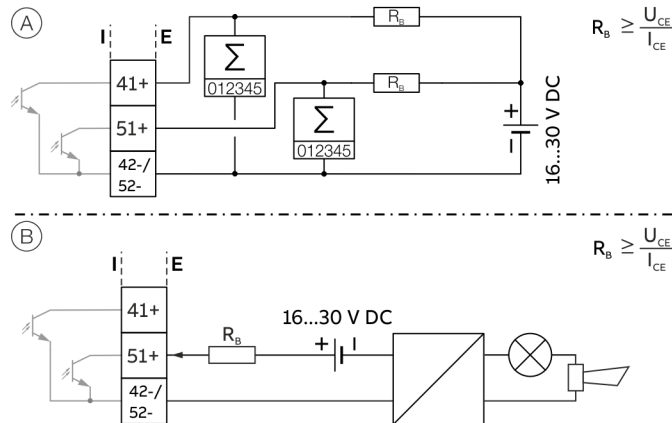 A
I E
R_B
R_B ≥ U_CE / I_CE
41+
Σ
012345
R_B
51+
Σ
012345
+
I
16...30 V DC
42-/
52-
B
R_B ≥ U_CE / I_CE
I E
41+
16...30 V DC
R_B
+ I
51+
42-/
52-